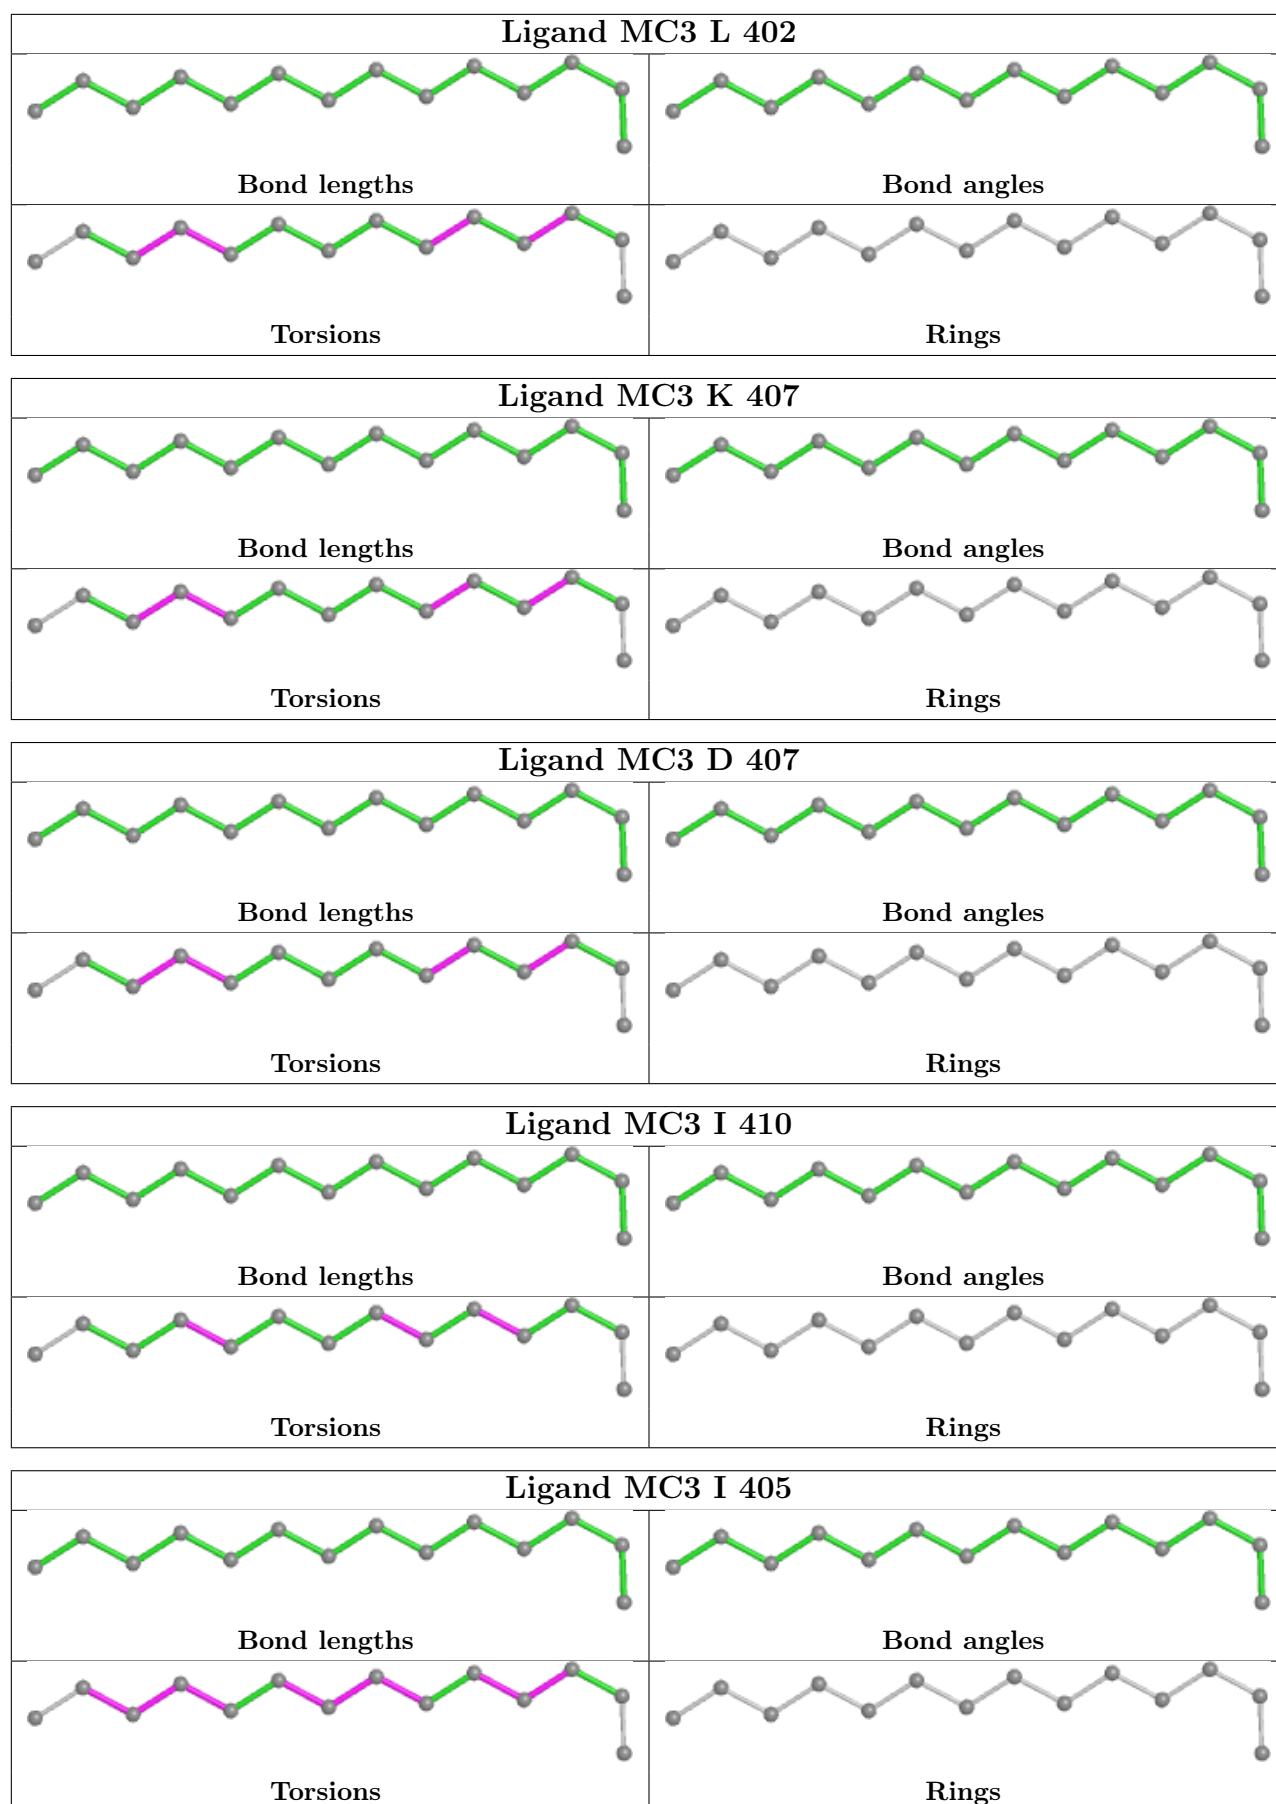 Ligand MC3 L 402
Bond lengths
Bond angles
Torsions
Rings
Ligand MC3 K 407
Bond lengths
Bond angles
Torsions
Rings
Ligand MC3 D 407
Bond lengths
Bond angles
Torsions
Rings
Ligand MC3 I 410
Bond lengths
Bond angles
Torsions
Rings
Ligand MC3 I 405
Bond lengths
Bond angles
Torsions
Rings